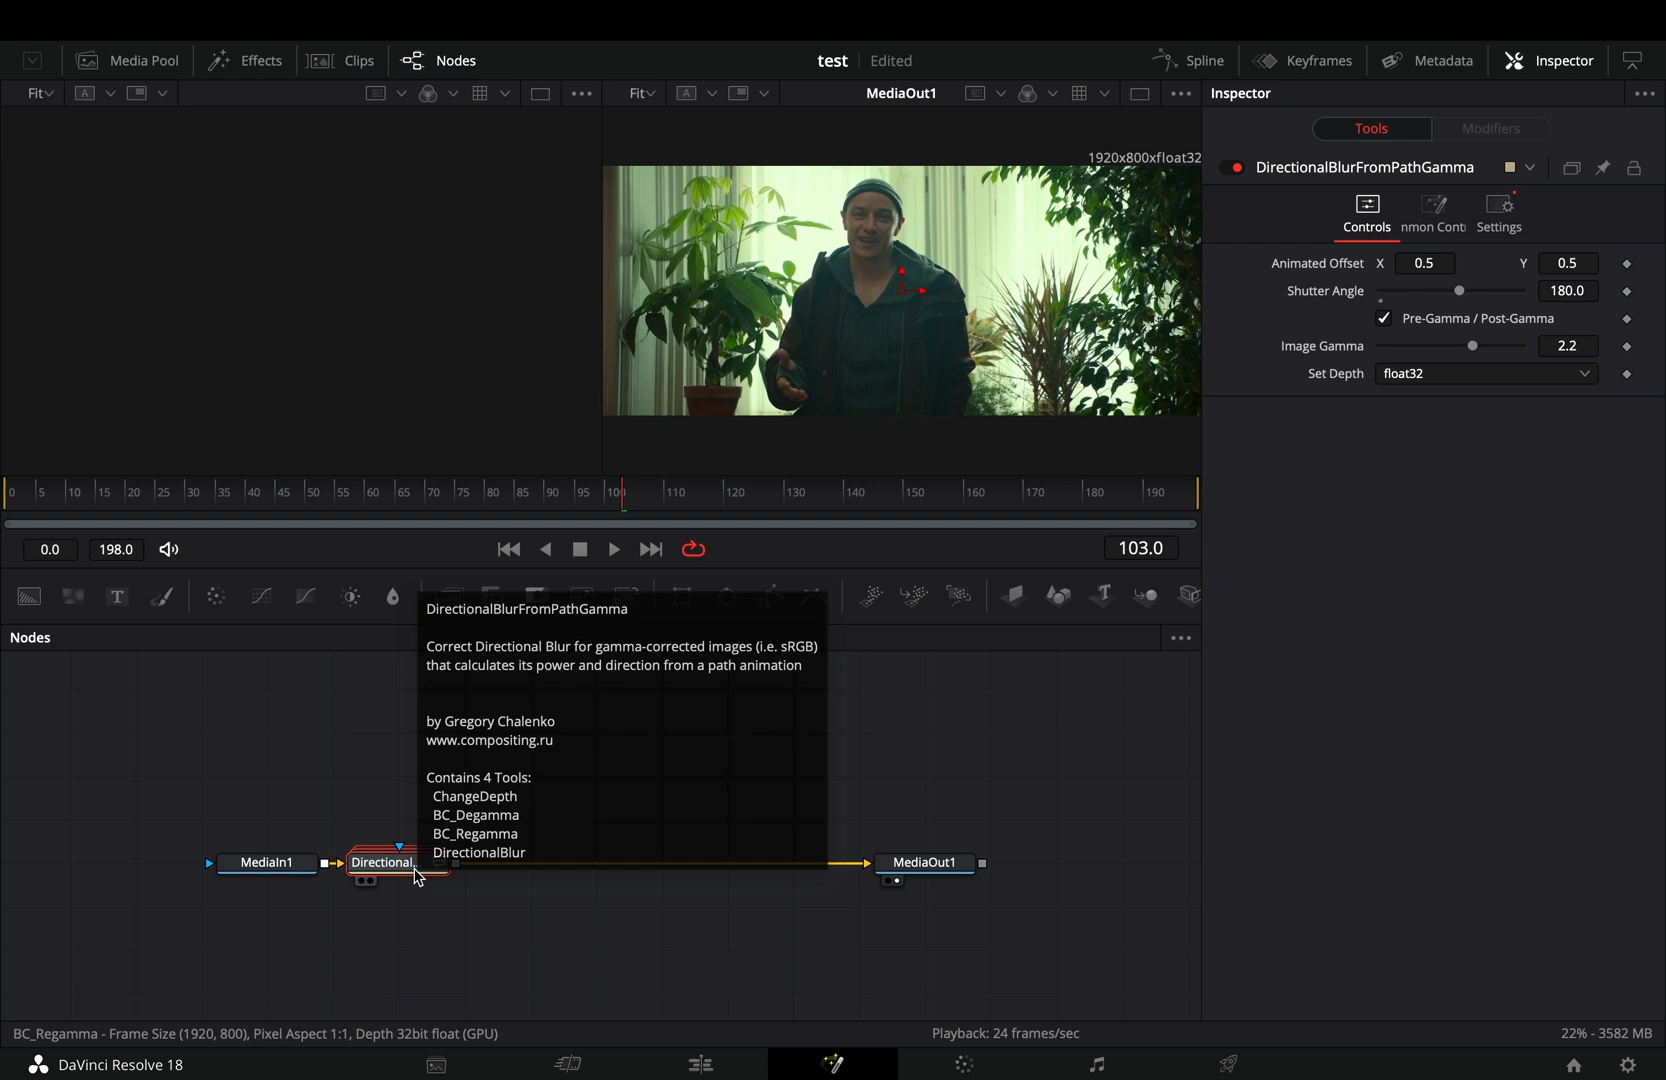 Media Pool
Effects
Clips
Nodes
test
Edited
Spline
Keyframes
Metadata
Inspector
Fit
A
Fit
A
MediaOut1
Inspector
Tools
Modifiers
1920x800xfloat32
DirectionalBlurFromPathGamma
Controls
nmon Conti
Settings
Animated Offset X 0.5 Y 0.5
Shutter Angle 180.0
Pre-Gamma / Post-Gamma
Image Gamma 2.2
Set Depth float32
0 5 10 15 20 25 30 35 40 45 50 55 60 65 70 75 80 85 90 95 100 110 120 130 140 150 160 170 180 190
0.0 198.0 103.0
T
T
Nodes
DirectionalBlurFromPathGamma
Correct Directional Blur for gamma-corrected images (i.e. sRGB)
that calculates its power and direction from a path animation
by Gregory Chalenko
www.compositing.ru
Contains 4 Tools:
ChangeDepth
BC_Degamma
BC_Regamma
DirectionalBlur
MediaIn1
Directional...
MediaOut1
BC_Regamma - Frame Size (1920, 800), Pixel Aspect 1:1, Depth 32bit float (GPU)
Playback: 24 frames/sec
22% - 3582 MB
DaVinci Resolve 18